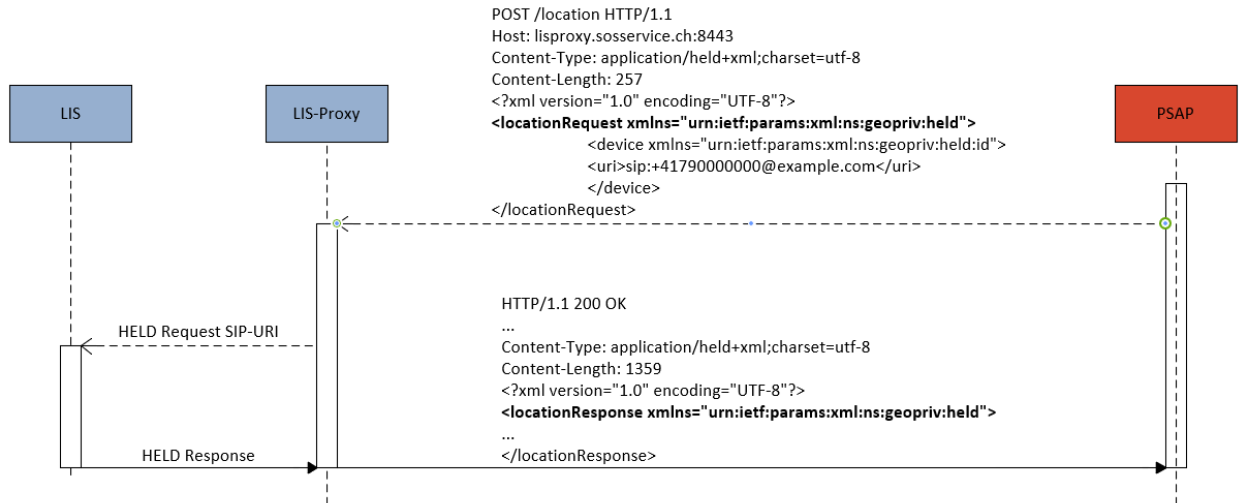 POST /location HTTP/1.1
Host: lisproxy.sosservice.ch:8443
Content-Type: application/held+xml;charset=utf-8
Content-Length: 257
<?xml version="1.0" encoding="UTF-8"?>
<locationRequest xmlns="urn:ietf:params:xml:ns:geopriv:held">
<device xmlns="urn:ietf:params:xml:ns:geopriv:held:id">
<uri>sip:+41790000000@example.com</uri>
</device>
</locationRequest>
LIS
LIS-Proxy
PSAP
HTTP/1.1 200 OK
...
Content-Type: application/held+xml;charset=utf-8
Content-Length: 1359
<?xml version="1.0" encoding="UTF-8"?>
<locationResponse xmlns="urn:ietf:params:xml:ns:geopriv:held">
...
</locationResponse>
HELD Request SIP-URI
HELD Response